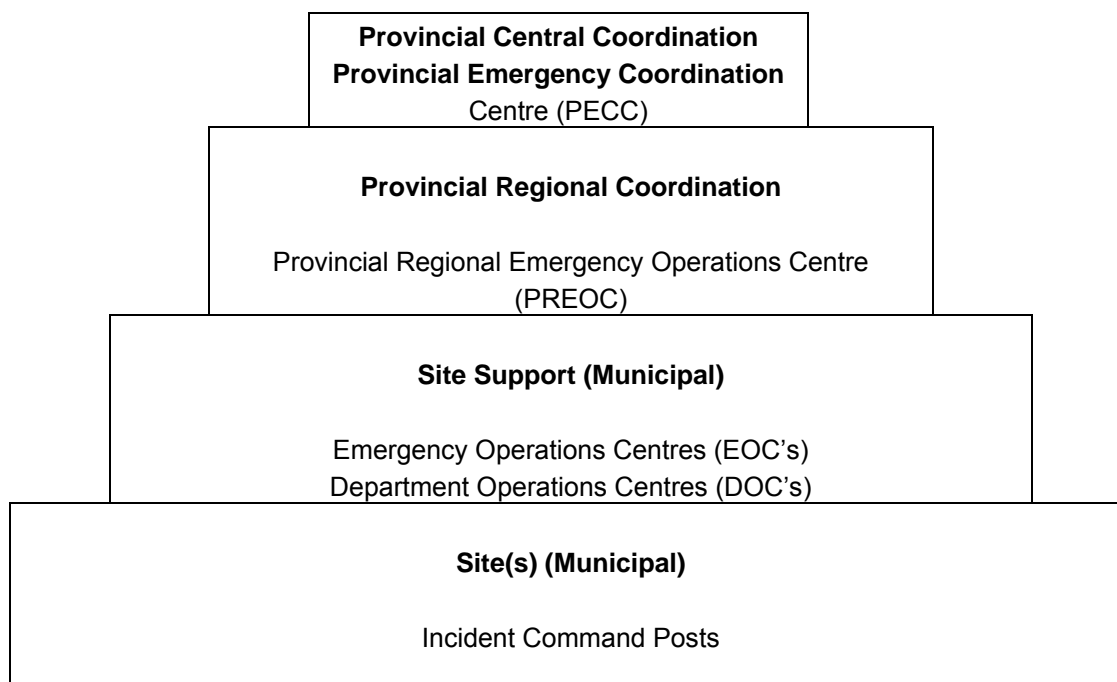 Provincial Central Coordination
Provincial Emergency Coordination
Centre (PECC)
Provincial Regional Coordination
Provincial Regional Emergency Operations Centre
(PREOC)
Site Support (Municipal)
Emergency Operations Centres (EOC’s)
Department Operations Centres (DOC’s)
Site(s) (Municipal)
Incident Command Posts